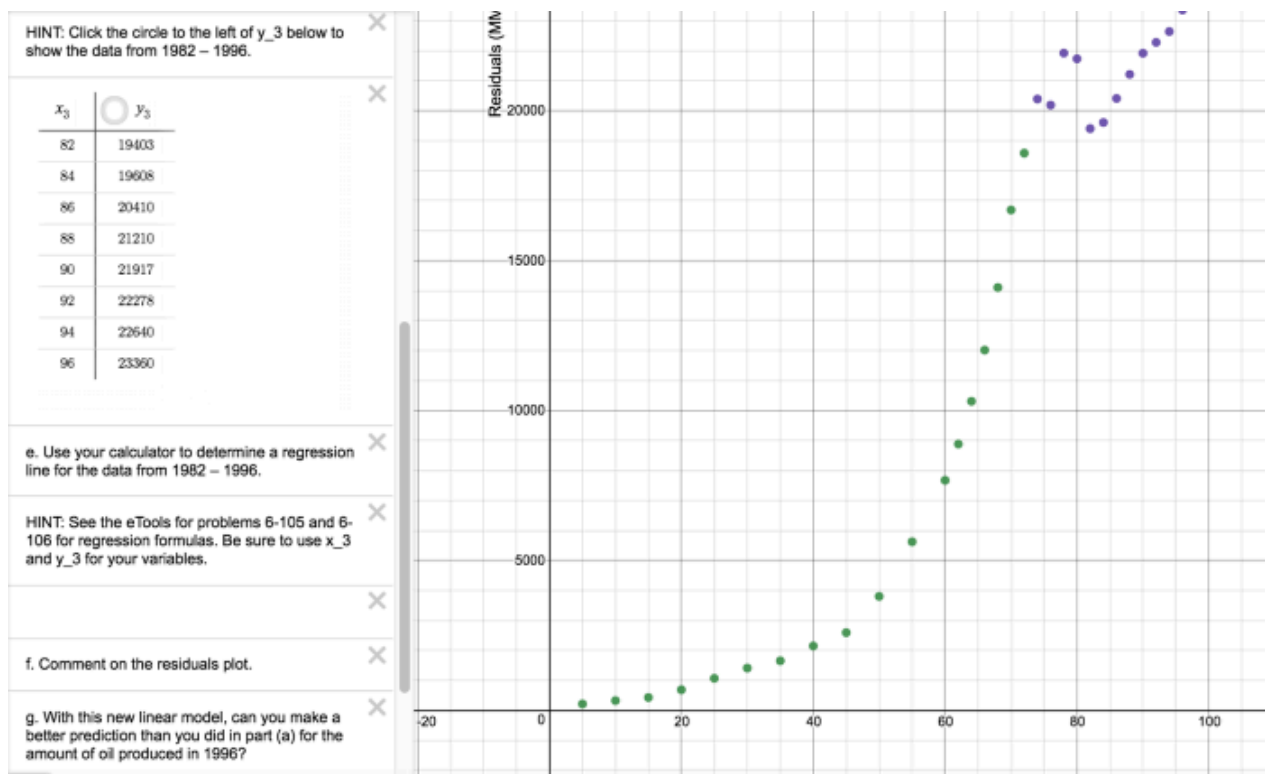 HINT: Click the circle to the left of y_3 below to
show the data from 1982 – 1996.
x₃ y₃
82 19403
84 19608
86 20410
88 21210
90 21917
92 22278
94 22640
96 23360
e. Use your calculator to determine a regression
line for the data from 1982 – 1996.
HINT: See the eTools for problems 6-105 and 6-
106 for regression formulas. Be sure to use x_3
and y_3 for your variables.
f. Comment on the residuals plot.
g. With this new linear model, can you make a
better prediction than you did in part (a) for the
amount of oil produced in 1996?
Residuals (MM
20000
15000
10000
5000
-20 0 20 40 60 80 100